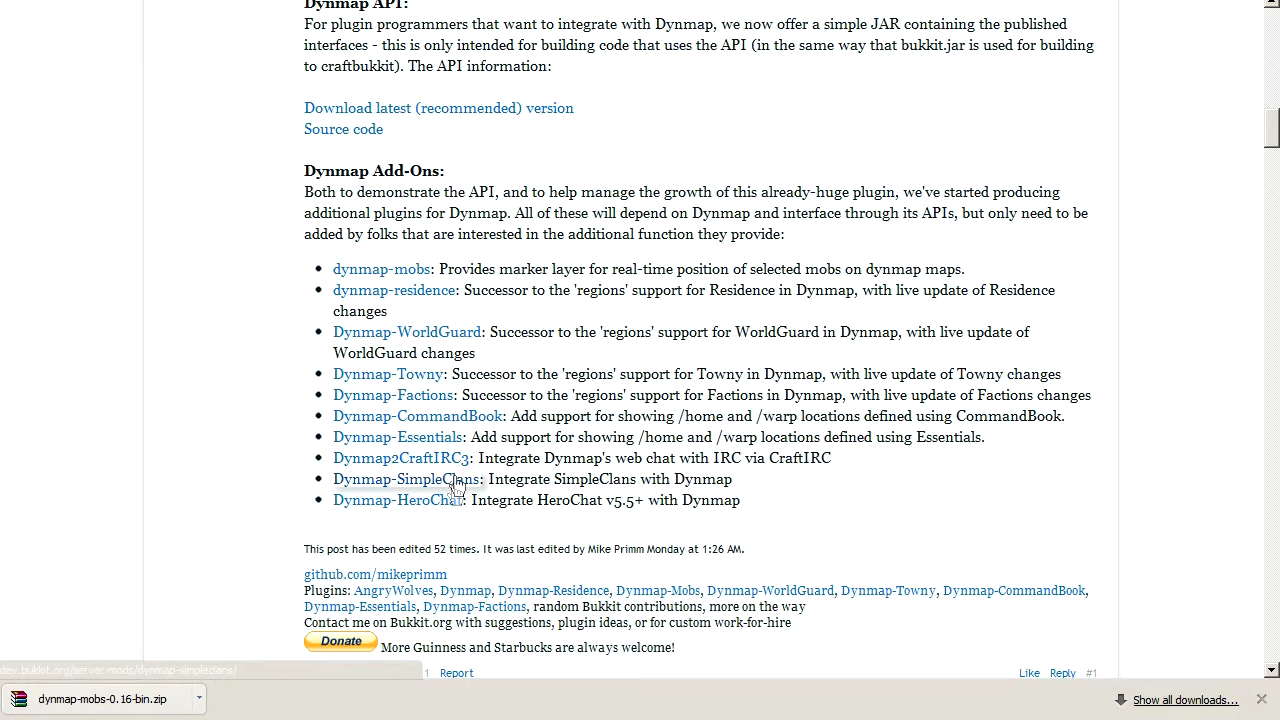 Dynmap API:
For plugin programmers that want to integrate with Dynmap, we now offer a simple JAR containing the published
interfaces - this is only intended for building code that uses the API (in the same way that bukkit.jar is used for building
to craftbukkit). The API information:
Download latest (recommended) version
Source code
Dynmap Add-Ons:
Both to demonstrate the API, and to help manage the growth of this already-huge plugin, we've started producing
additional plugins for Dynmap. All of these will depend on Dynmap and interface through its APIs, but only need to be
added by folks that are interested in the additional function they provide:
dynmap-mobs: Provides marker layer for real-time position of selected mobs on dynmap maps.
dynmap-residence: Successor to the 'regions' support for Residence in Dynmap, with live update of Residence
changes
Dynmap-WorldGuard: Successor to the 'regions' support for WorldGuard in Dynmap, with live update of
WorldGuard changes
Dynmap-Towny: Successor to the 'regions' support for Towny in Dynmap, with live update of Towny changes
Dynmap-Factions: Successor to the 'regions' support for Factions in Dynmap, with live update of Factions changes
Dynmap-CommandBook: Add support for showing /home and /warp locations defined using CommandBook.
Dynmap-Essentials: Add support for showing /home and /warp locations defined using Essentials.
Dynmap2CraftIRC3: Integrate Dynmap's web chat with IRC via CraftIRC
Dynmap-SimpleClans: Integrate SimpleClans with Dynmap
Dynmap-HeroChat: Integrate HeroChat v5.5+ with Dynmap
This post has been edited 52 times. It was last edited by Mike Primm Monday at 1:26 AM.
github.com/mikeprimm
Plugins: AngryWolves, Dynmap, Dynmap-Residence, Dynmap-Mobs, Dynmap-WorldGuard, Dynmap-Towny, Dynmap-CommandBook,
Dynmap-Essentials, Dynmap-Factions, random Bukkit contributions, more on the way
Contact me on Bukkit.org with suggestions, plugin ideas, or for custom work-for-hire
Donate More Guinness and Starbucks are always welcome!
dev.bukkit.org/server-mods/dynmap-simpleclans/
1 Report Like Reply #1
dynmap-mobs-0.16-bin.zip Show all downloads...